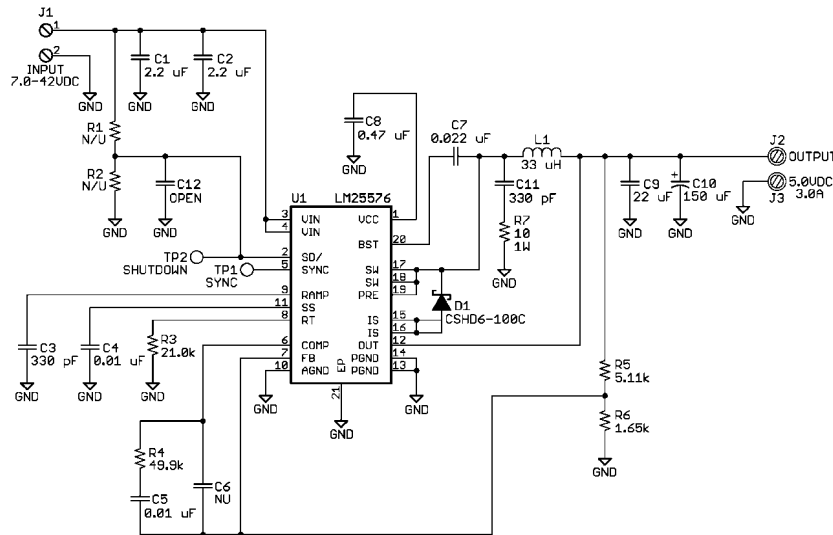 J1
1
2
INPUT
7.0-42VDC
GND
C1
2.2 uF
GND
C2
2.2 uF
GND
R1
N/U
R2
N/U
GND
C12
OPEN
GND
C8
0.47 uF
GND
C7
0.022 uF
L1
33 uH
C11
330 pF
R7
10
1W
GND
C9
22 uF
GND
C10
150 uF
GND
J2
OUTPUT
J3
5.0VDC
3.0A
GND
TP2
SHUTDOWN
TP1
SYNC
U1 LM25576
3 VIN
4 VIN
2 SD/
5 SYNC
9 RAMP
11 SS
8 RT
6 COMP
7 FB
10 AGND
EP
21
GND
VCC 1
BST 20
SW 17
SW 18
PRE 19
IS 15
IS 16
OUT 12
PGND 14
PGND 13
GND
D1
CSHD6-100C
C3
330 pF
GND
C4
0.01 uF
GND
R3
21.0k
GND
GND
R4
49.9k
C5
0.01 uF
C6
NU
R5
5.11k
R6
1.65k
GND